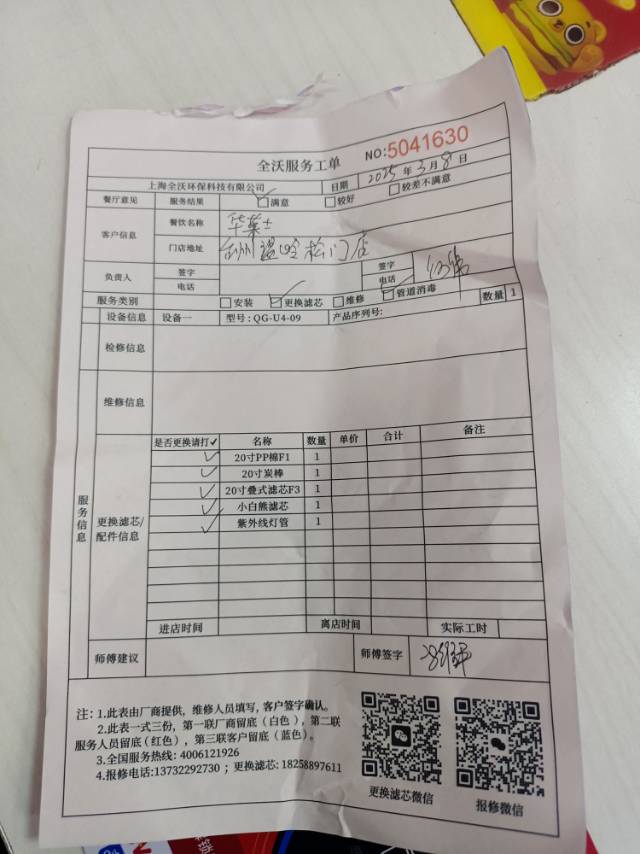 全沃服务工单 NO:5041630
上海全沃环保科技有限公司 日期 2025年3月8日
餐厅意见 服务结果 ☑满意 □较好 □较差不满意
客户信息 餐饮名称 华莱士
门店地址 台州温岭松门店
负责人 签字 签字
电话 电话
服务类别 □安装 ☑更换滤芯 □维修 ☑管道消毒
设备信息 设备一 型号:QG-U4-09 产品序列号: 数量 1
检修信息
维修信息
服务信息
更换滤芯/配件信息
是否更换请打✓ 名称 数量 单价 合计 备注
✓ 20寸PP棉F1 1
✓ 20寸炭棒 1
✓ 20寸叠式滤芯F3 1
✓ 小白熊滤芯 1
✓ 紫外线灯管 1
进店时间 离店时间 实际工时
师傅建议 师傅签字
注:1.此表由厂商提供,维修人员填写,客户签字确认。
2.此表一式三份,第一联厂商留底(白色),第二联
服务人员留底(红色),第三联客户留底(蓝色)。
3.全国服务热线:4006121926
4.报修电话:13732292730;更换滤芯:18258897611
更换滤芯微信 报修微信